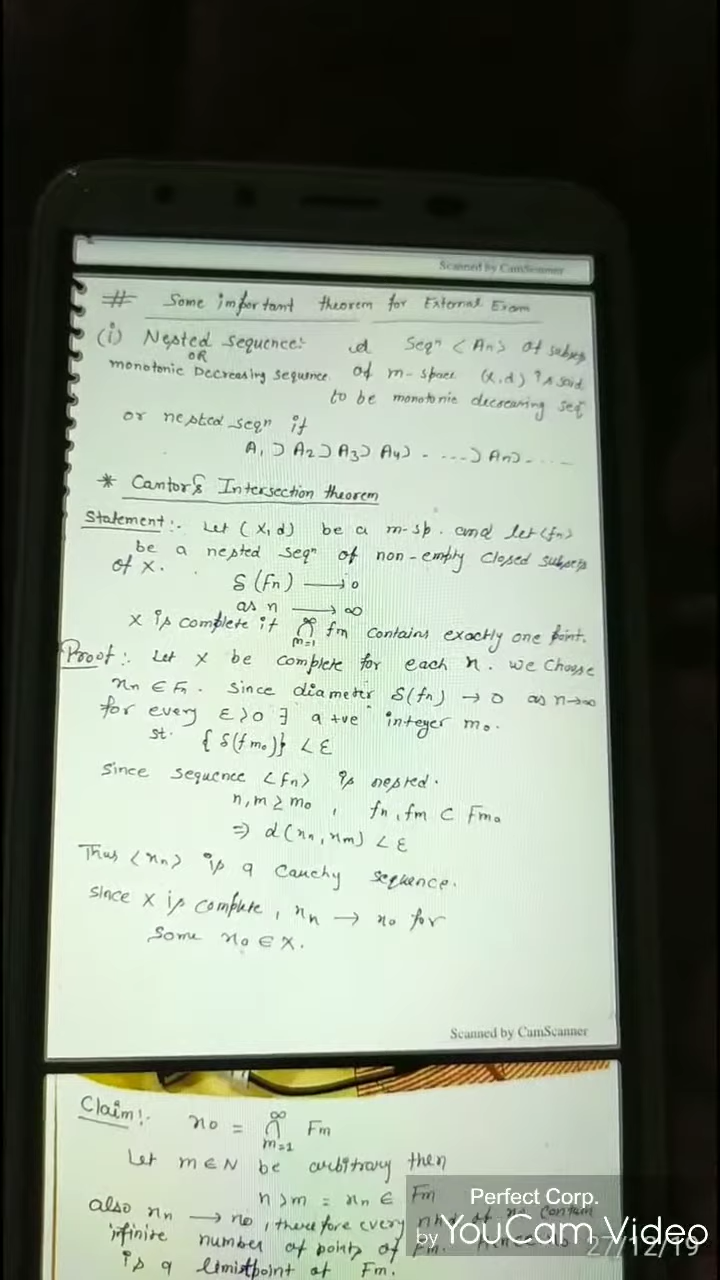 Scanned by CamScanner
# Some important theorem for External Exam
(i) Nested sequence:- A Seqⁿ <An> of subsets
OR
monotonic Decreasing sequence of m-space (X,d) is said
to be monotonic decreasing seqⁿ
or nested seqⁿ if
A₁ ⊃ A₂ ⊃ A₃ ⊃ A₄ ⊃ - ---- ⊃ An ⊃ - ----
* Cantor's Intersection theorem
Statement:- Let (X,d) be a m-sp. and let <fn>
be a nested seqⁿ of non-empty closed subsets
of X.
δ(Fn) → 0
as n → ∞
X is complete if ∞∩m=1 fm contains exactly one point.
Proof:- Let X be complete for each n. we choose
xn ∈ Fn. Since diameter δ(fn) → 0 as n→∞
for every ε>0 ∃ a +ve integer m₀.
st. {δ(fm₀)} < ε
Since sequence <fn> is nested.
n,m ≥ m₀, fn, fm ⊂ Fm₀
⇒ d(xn, xm) < ε
Thus <xn> is a Cauchy sequence.
since X is complete, xn → x₀ for
some x₀ ∈ X.
Scanned by CamScanner
Claim:- x₀ = ∞∩m=1 Fm
Let m∈N be arbitrary then
n>m = xn ∈ Fm
also xn → x₀, therefore every nhd of x₀ contain
infinite number of points of Fm. Hence x₀
is a limitpoint of Fm.
Perfect Corp.
by YouCam Video
27/12/19